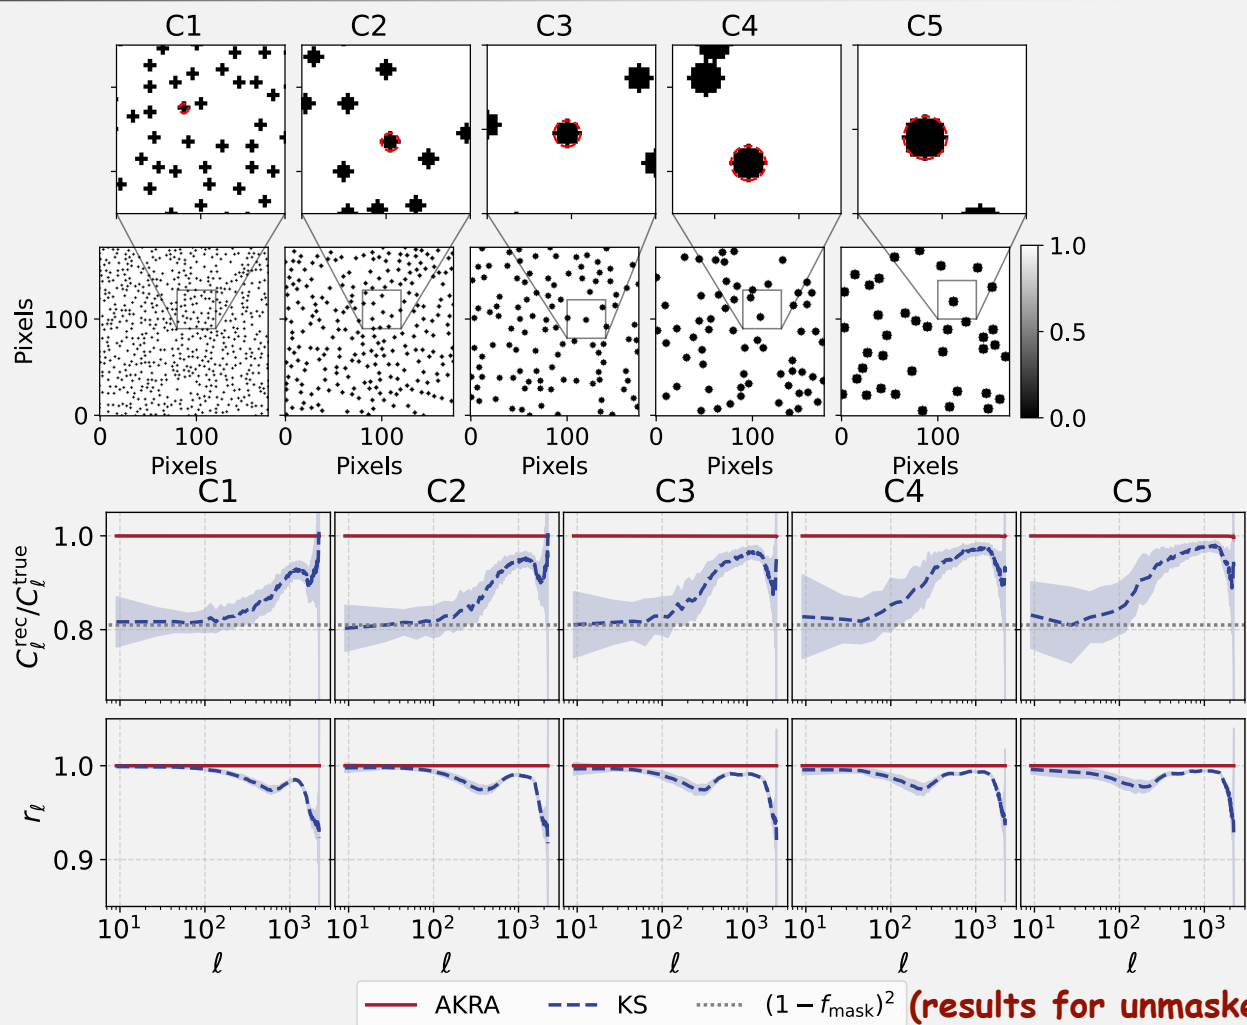 C1 C2 C3 C4 C5
Pixels
100
0
0 100 0 100 0 100 0 100 0 100
Pixels Pixels Pixels Pixels Pixels
1.0
0.5
0.0
C1 C2 C3 C4 C5
C_ℓ^rec/C_ℓ^true
1.0
0.8
r_ℓ
1.0
0.9
10^1 10^2 10^3 10^1 10^2 10^3 10^1 10^2 10^3 10^1 10^2 10^3 10^1 10^2 10^3
ℓ ℓ ℓ ℓ ℓ
AKRA KS (1 − f_mask)^2 (results for unmaske